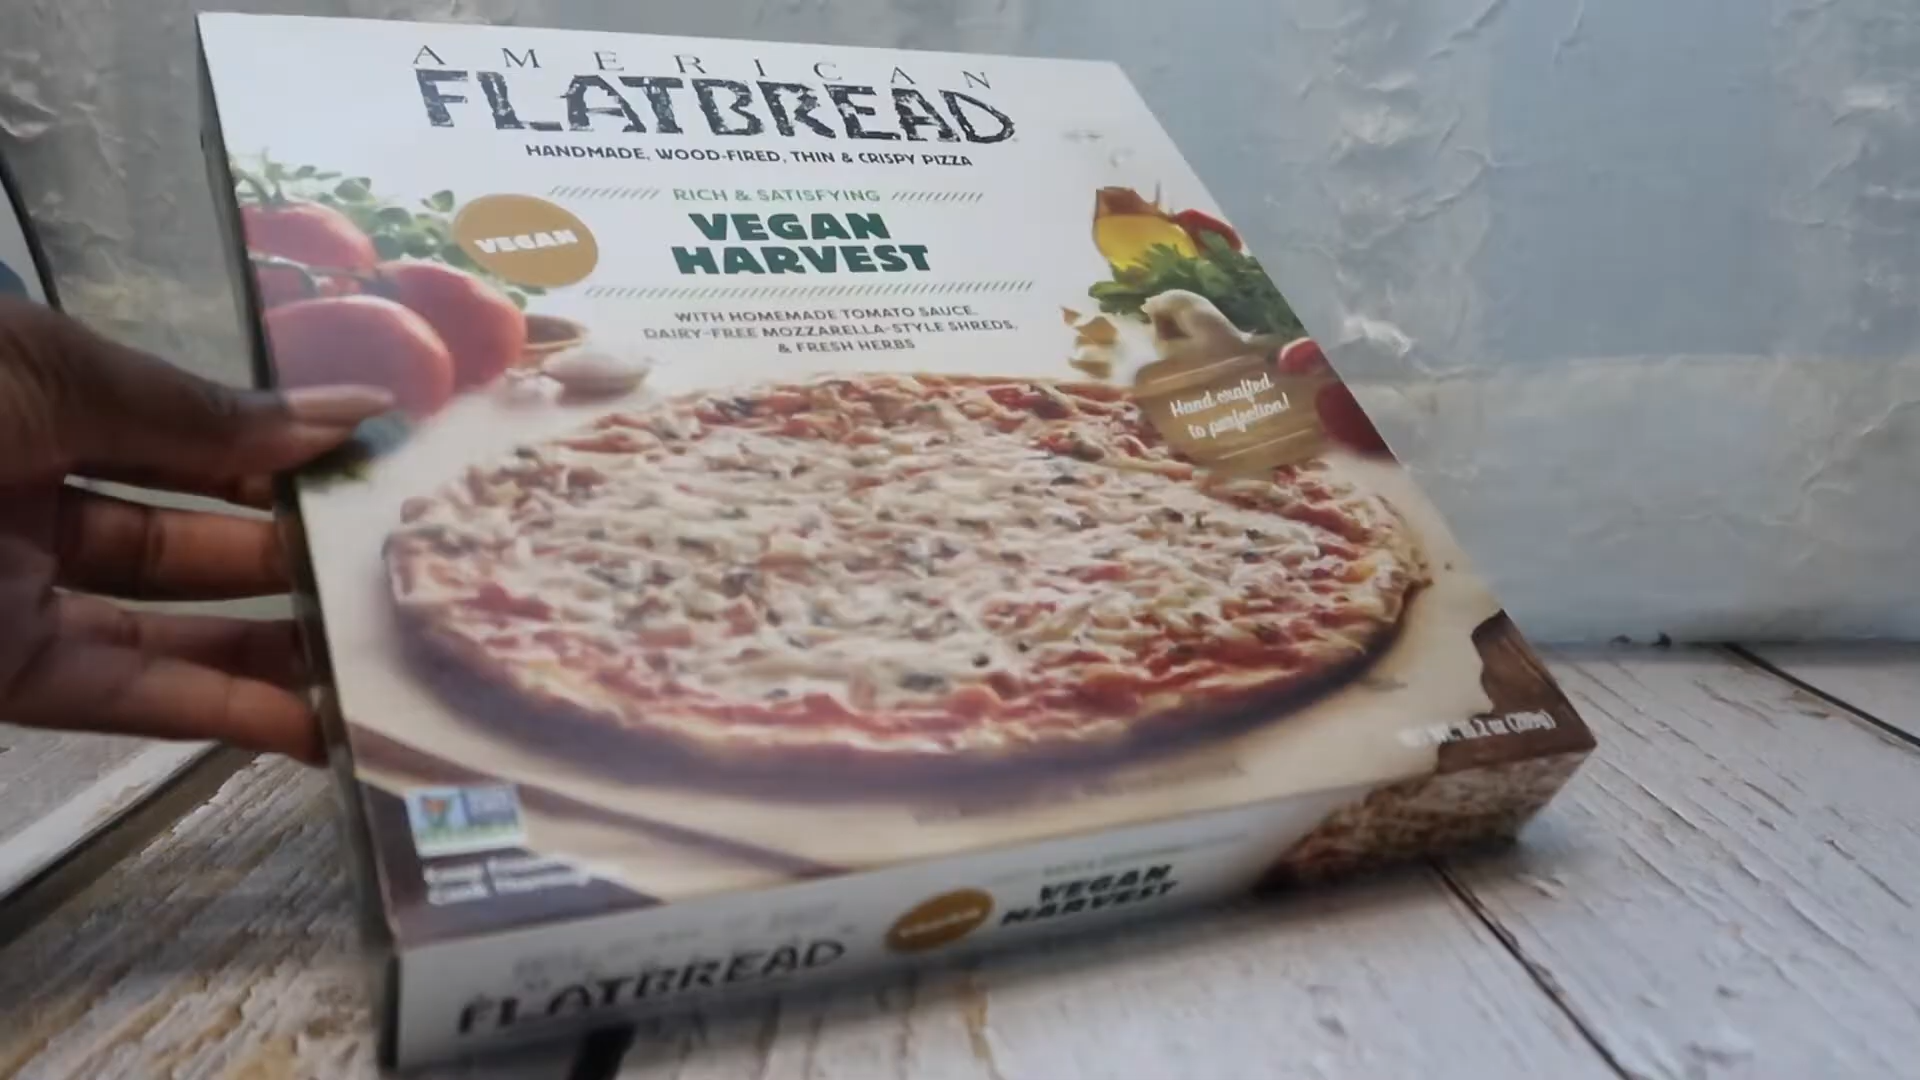 AMERICAN
FLATBREAD
HANDMADE, WOOD-FIRED, THIN & CRISPY PIZZA
RICH & SATISFYING
VEGAN
VEGAN
HARVEST
WITH HOMEMADE TOMATO SAUCE,
DAIRY-FREE MOZZARELLA-STYLE SHREDS,
& FRESH HERBS
Hand crafted
to perfection!
VEGAN
VEGAN
HARVEST
FLATBREAD